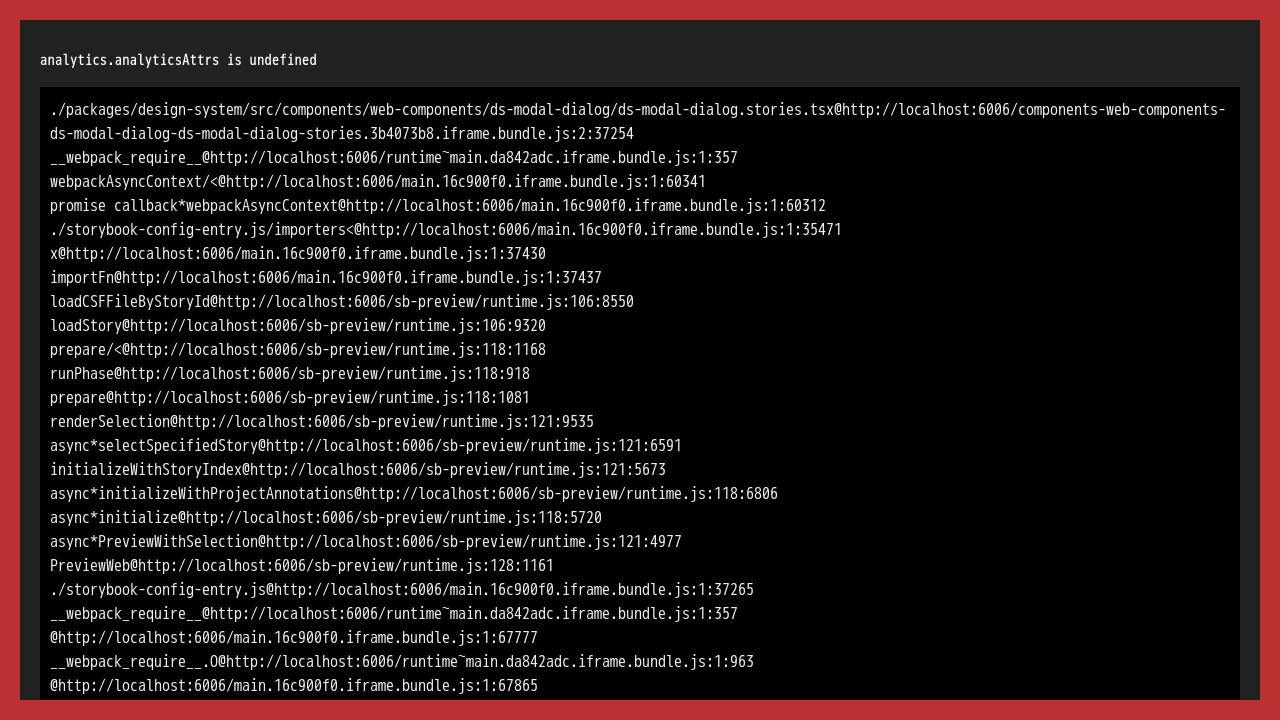 analytics.analyticsAttrs is undefined
./packages/design-system/src/components/web-components/ds-modal-dialog/ds-modal-dialog.stories.tsx@http://localhost:6006/components-web-components-
ds-modal-dialog-ds-modal-dialog-stories.3b4073b8.iframe.bundle.js:2:37254
__webpack_require__@http://localhost:6006/runtime~main.da842adc.iframe.bundle.js:1:357
webpackAsyncContext/<@http://localhost:6006/main.16c900f0.iframe.bundle.js:1:60341
promise callback*webpackAsyncContext@http://localhost:6006/main.16c900f0.iframe.bundle.js:1:60312
./storybook-config-entry.js/importers<@http://localhost:6006/main.16c900f0.iframe.bundle.js:1:35471
x@http://localhost:6006/main.16c900f0.iframe.bundle.js:1:37430
importFn@http://localhost:6006/main.16c900f0.iframe.bundle.js:1:37437
loadCSFFileByStoryId@http://localhost:6006/sb-preview/runtime.js:106:8550
loadStory@http://localhost:6006/sb-preview/runtime.js:106:9320
prepare/<@http://localhost:6006/sb-preview/runtime.js:118:1168
runPhase@http://localhost:6006/sb-preview/runtime.js:118:918
prepare@http://localhost:6006/sb-preview/runtime.js:118:1081
renderSelection@http://localhost:6006/sb-preview/runtime.js:121:9535
async*selectSpecifiedStory@http://localhost:6006/sb-preview/runtime.js:121:6591
initializeWithStoryIndex@http://localhost:6006/sb-preview/runtime.js:121:5673
async*initializeWithProjectAnnotations@http://localhost:6006/sb-preview/runtime.js:118:6806
async*initialize@http://localhost:6006/sb-preview/runtime.js:118:5720
async*PreviewWithSelection@http://localhost:6006/sb-preview/runtime.js:121:4977
PreviewWeb@http://localhost:6006/sb-preview/runtime.js:128:1161
./storybook-config-entry.js@http://localhost:6006/main.16c900f0.iframe.bundle.js:1:37265
__webpack_require__@http://localhost:6006/runtime~main.da842adc.iframe.bundle.js:1:357
@http://localhost:6006/main.16c900f0.iframe.bundle.js:1:67777
__webpack_require__.O@http://localhost:6006/runtime~main.da842adc.iframe.bundle.js:1:963
@http://localhost:6006/main.16c900f0.iframe.bundle.js:1:67865